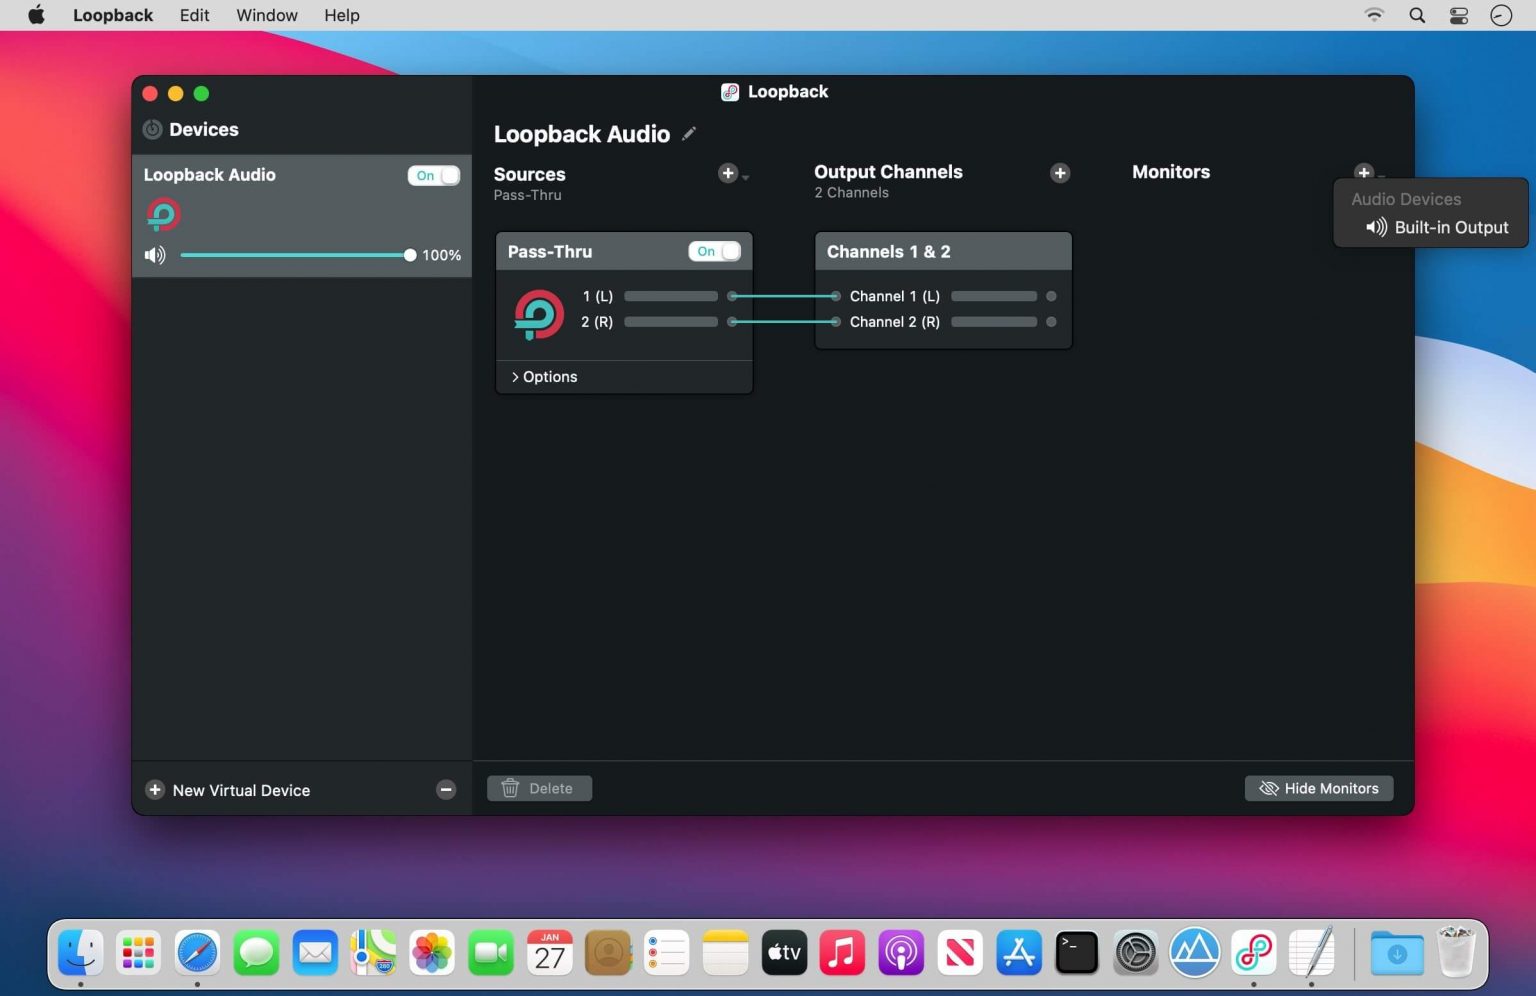 Loopback Edit Window Help
Loopback
Devices
Loopback Audio
On
100%
Loopback Audio
Sources
Pass-Thru
Output Channels
2 Channels
Monitors
Audio Devices
Built-in Output
Pass-Thru
On
1 (L)
2 (R)
Options
Channels 1 & 2
Channel 1 (L)
Channel 2 (R)
New Virtual Device
Delete
Hide Monitors
JAN
27
tv
280